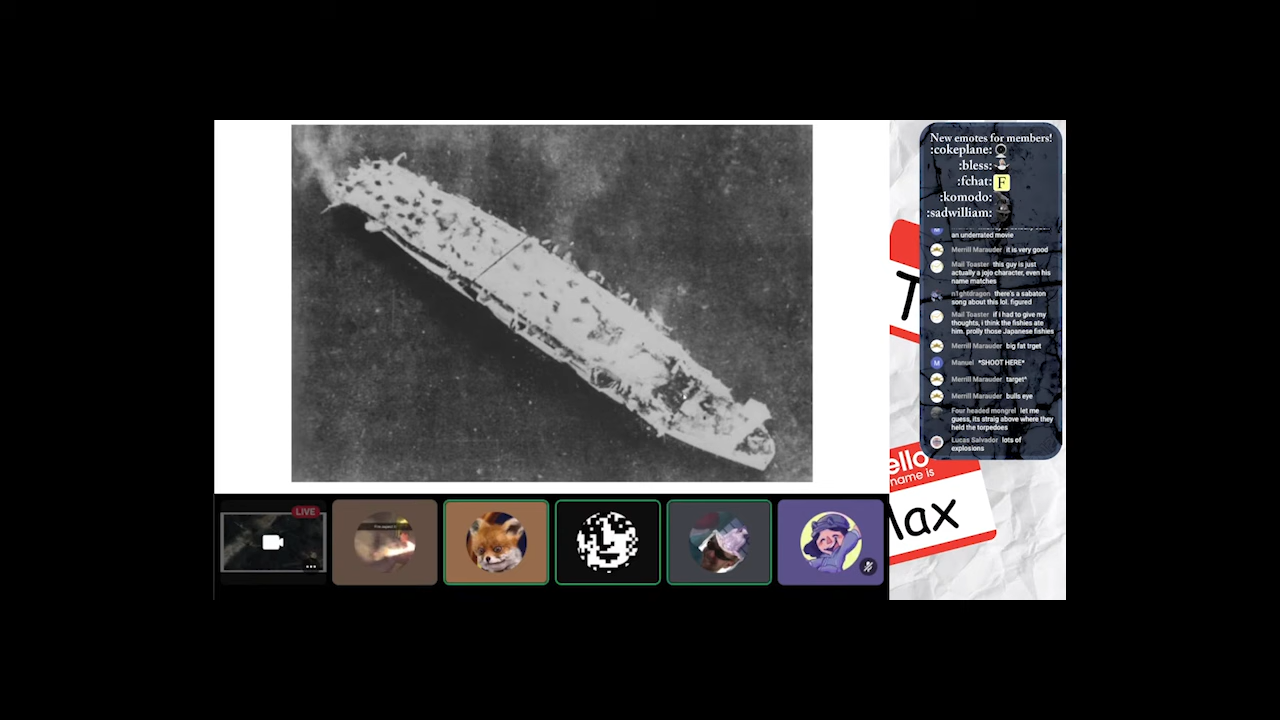 New emotes for members!
:cokeplane:
:bless:
:fchat: F
:komodo:
:sadwilliam:
an underrated movie
Merrill Marauder it is very good
Mail Toaster this guy is just
actually a jojo character, even his
name matches
n1ghtdragon there's a sabaton
song about this lol. figured
Mail Toaster if i had to give my
thoughts, i think the fishies ate
him. prolly those Japanese fishies
Merrill Marauder big fat trget
M Manuel *SHOOT HERE*
Merrill Marauder target*
Merrill Marauder bulls eye
Four headed mongrel let me
guess, its straig above where they
held the torpedoes
Lucas Salvador lots of
explosions
ello
name is
LIVE